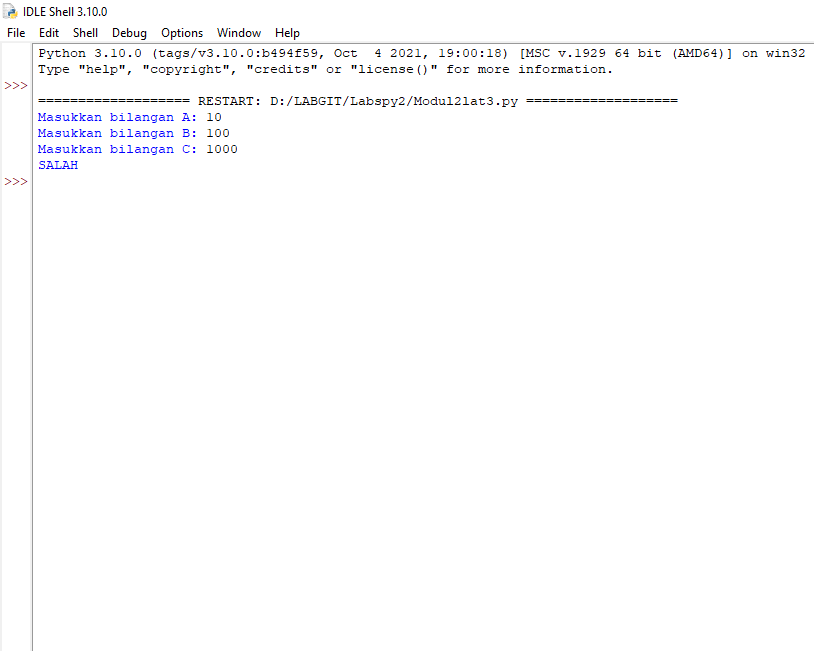 IDLE Shell 3.10.0
File Edit Shell Debug Options Window Help
Python 3.10.0 (tags/v3.10.0:b494f59, Oct  4 2021, 19:00:18) [MSC v.1929 64 bit (AMD64)] on win32
Type "help", "copyright", "credits" or "license()" for more information.
>>>
=================== RESTART: D:/LABGIT/Labspy2/Modul2lat3.py ===================
Masukkan bilangan A: 10
Masukkan bilangan B: 100
Masukkan bilangan C: 1000
SALAH
>>>